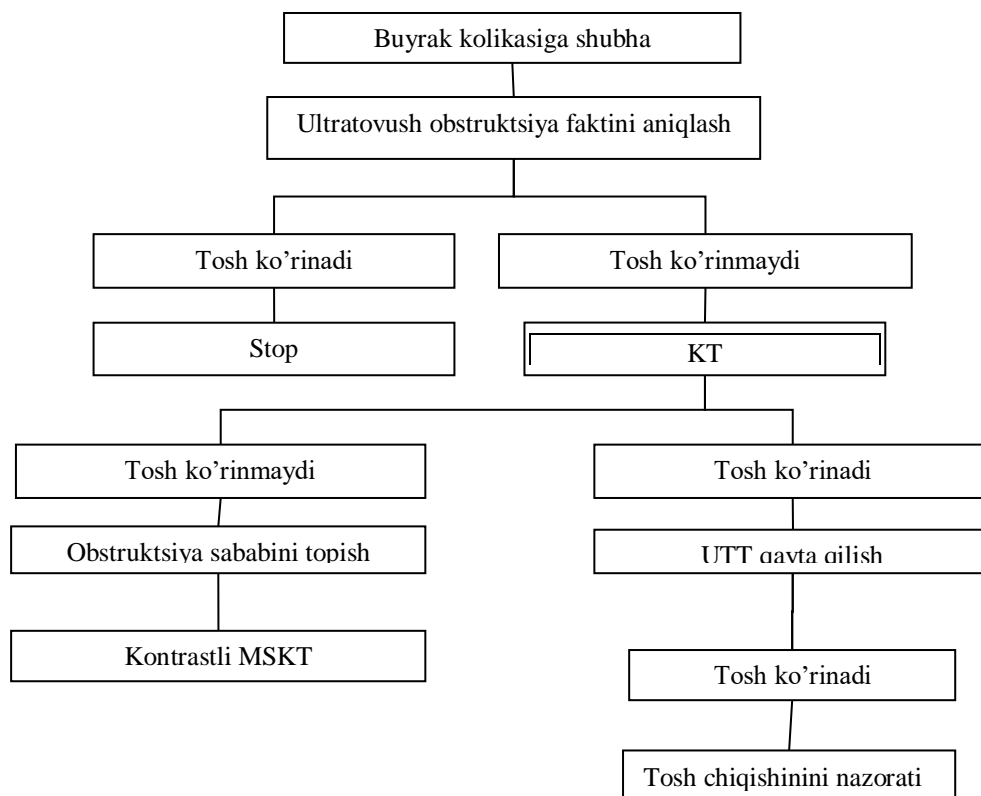 Buyrak kolikasiga shubha
Ultratovush obstruktsiya faktini aniqlash
Tosh ko’rinadi
Tosh ko’rinmaydi
Stop
KT
Tosh ko’rinmaydi
Tosh ko’rinadi
Obstruktsiya sababini topish
UTT qayta qilish
Kontrastli MSKT
Tosh ko’rinadi
Tosh chiqishinini nazorati